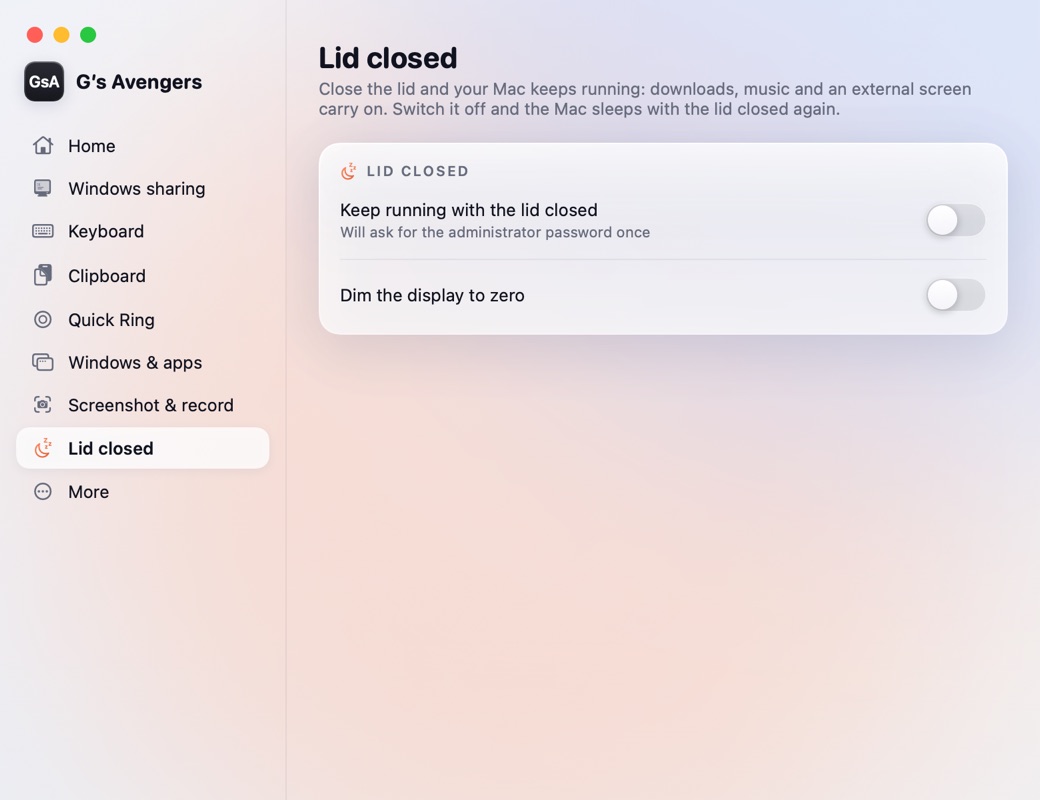 GsA G's Avengers
Home
Windows sharing
Keyboard
Clipboard
Quick Ring
Windows & apps
Screenshot & record
Lid closed
More
Lid closed
Close the lid and your Mac keeps running: downloads, music and an external screen
carry on. Switch it off and the Mac sleeps with the lid closed again.
LID CLOSED
Keep running with the lid closed
Will ask for the administrator password once
Dim the display to zero